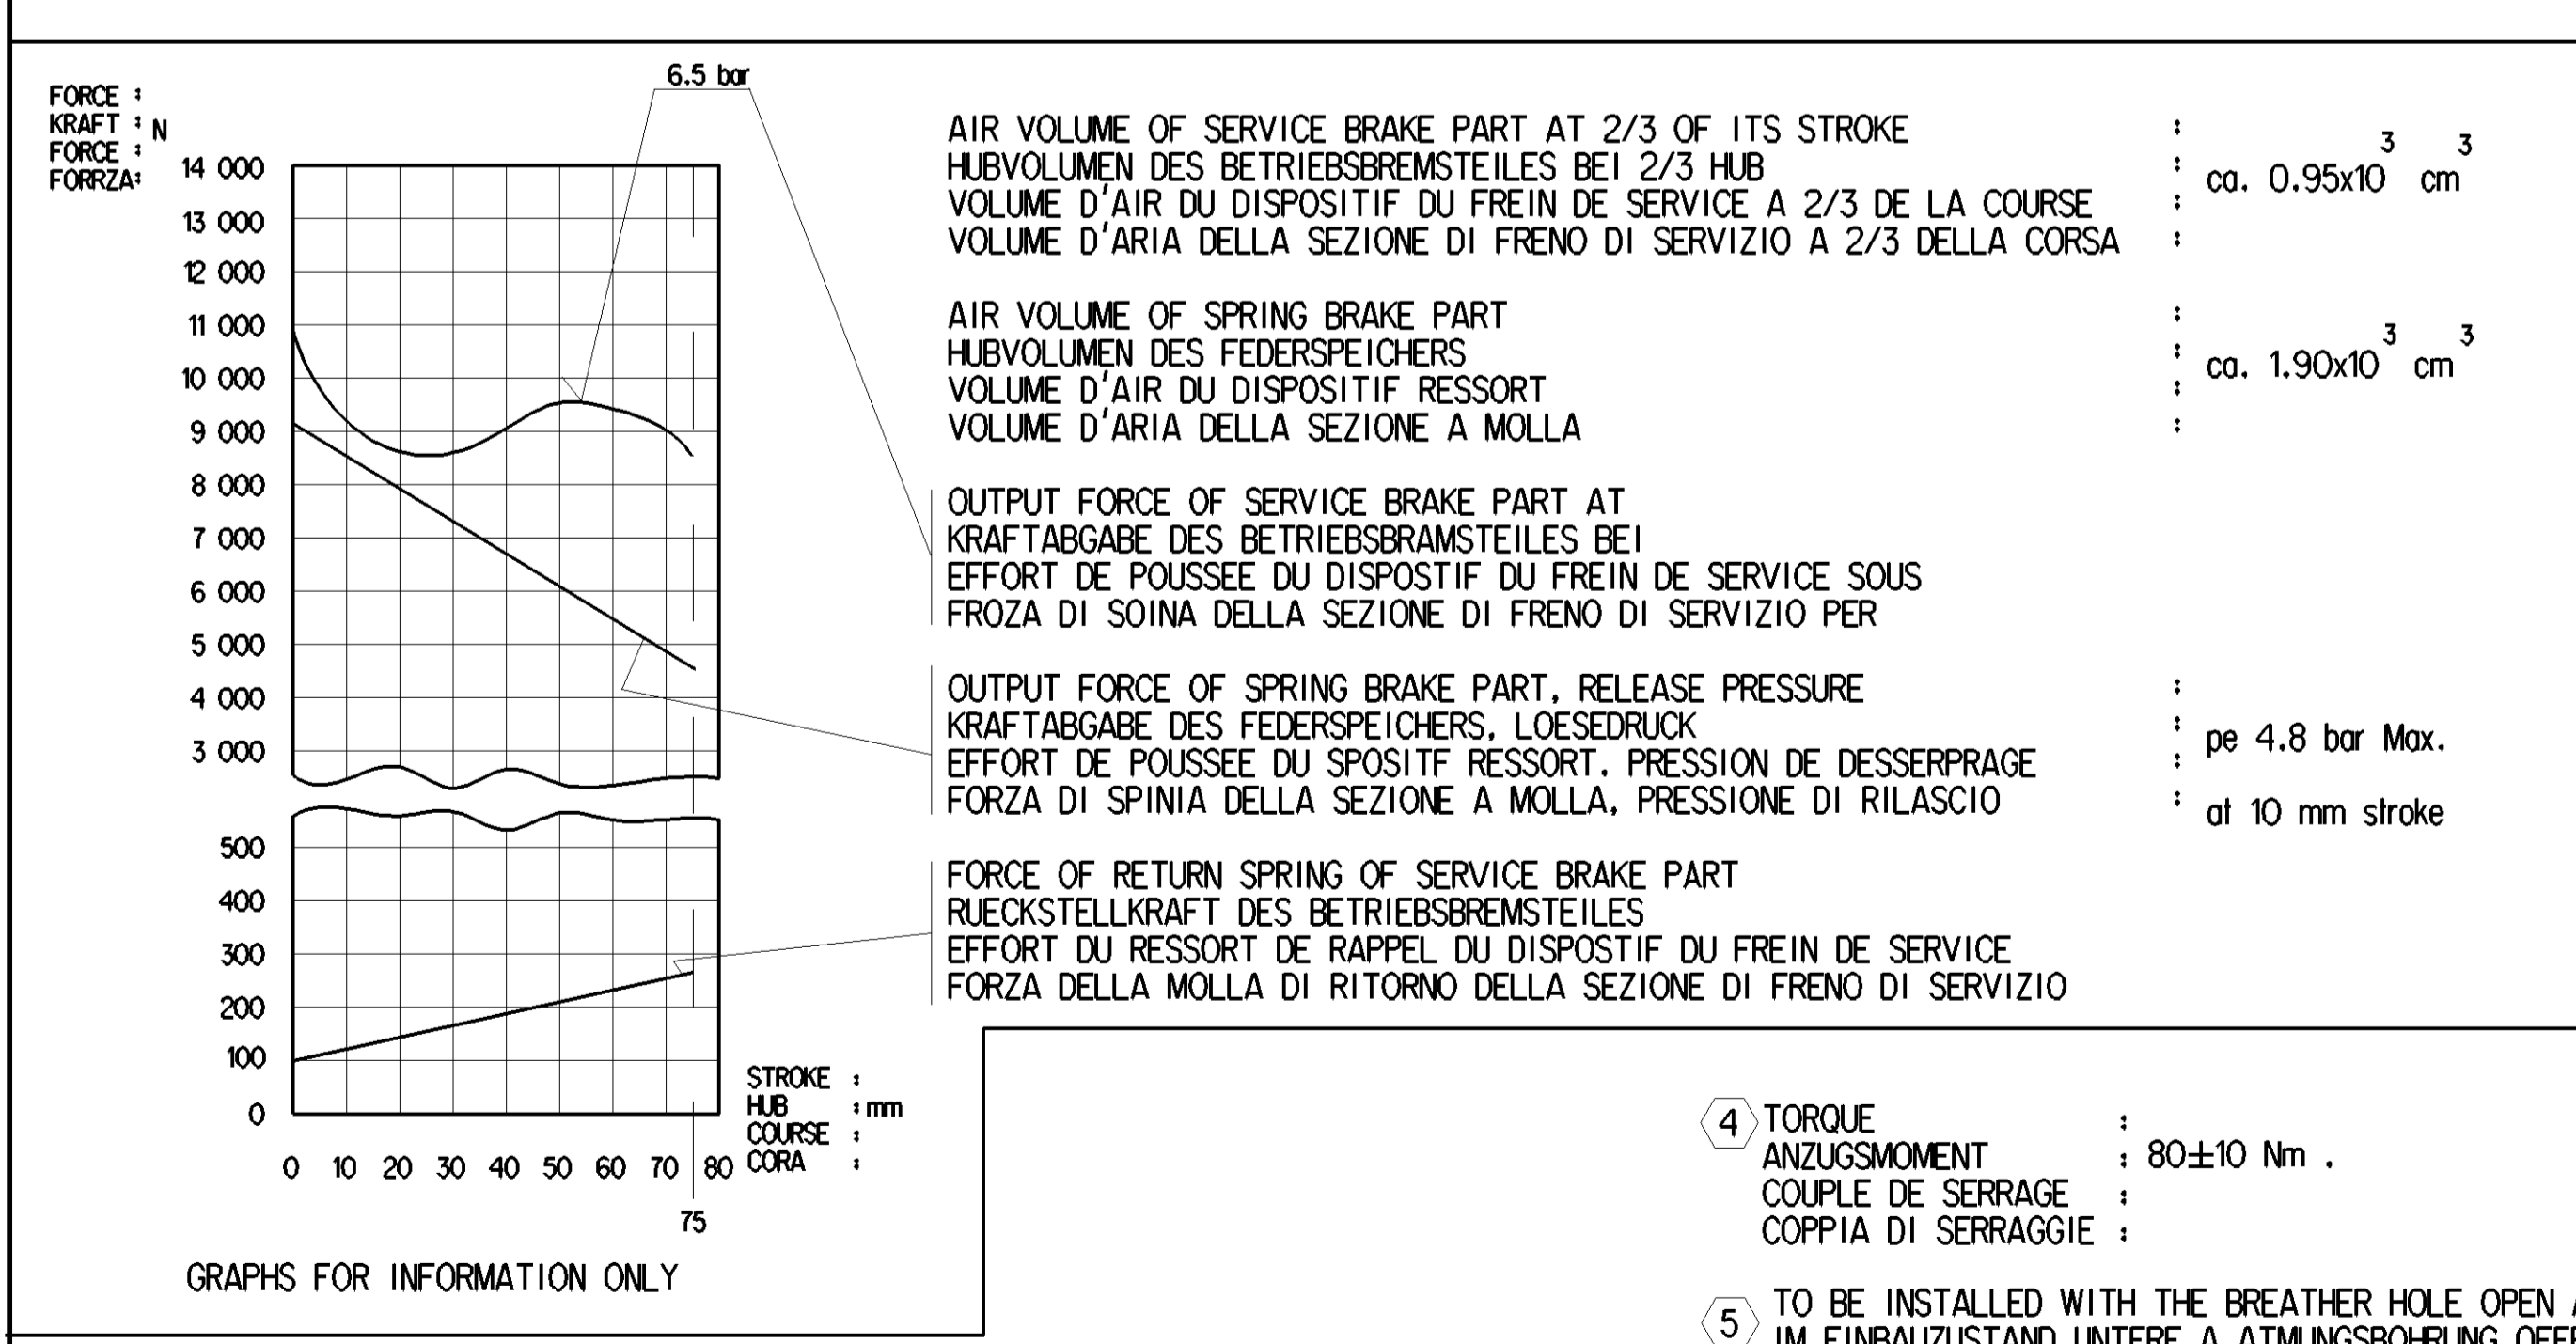 6.5 bar
FORCE :
KRAFT : N
FORCE :
FORRZA:
14 000
13 000
12 000
11 000
10 000
9 000
8 000
7 000
6 000
5 000
4 000
3 000
500
400
300
200
100
0
0 10 20 30 40 50 60 70 80
75
STROKE :
HUB : mm
COURSE :
CORA :
GRAPHS FOR INFORMATION ONLY
AIR VOLUME OF SERVICE BRAKE PART AT 2/3 OF ITS STROKE :
HUBVOLUMEN DES BETRIEBSBREMSTEILES BEI 2/3 HUB : ca. 0.95x10³ cm³
VOLUME D'AIR DU DISPOSITIF DU FREIN DE SERVICE A 2/3 DE LA COURSE :
VOLUME D'ARIA DELLA SEZIONE DI FRENO DI SERVIZIO A 2/3 DELLA CORSA :
AIR VOLUME OF SPRING BRAKE PART :
HUBVOLUMEN DES FEDERSPEICHERS : ca. 1.90x10³ cm³
VOLUME D'AIR DU DISPOSITIF RESSORT :
VOLUME D'ARIA DELLA SEZIONE A MOLLA :
OUTPUT FORCE OF SERVICE BRAKE PART AT
KRAFTABGABE DES BETRIEBSBRAMSTEILES BEI
EFFORT DE POUSSEE DU DISPOSTIF DU FREIN DE SERVICE SOUS
FROZA DI SOINA DELLA SEZIONE DI FRENO DI SERVIZIO PER
OUTPUT FORCE OF SPRING BRAKE PART, RELEASE PRESSURE :
KRAFTABGABE DES FEDERSPEICHERS, LOESEDRUCK : pe 4.8 bar Max.
EFFORT DE POUSSEE DU SPOSITF RESSORT. PRESSION DE DESSERPRAGE :
FORZA DI SPINIA DELLA SEZIONE A MOLLA, PRESSIONE DI RILASCIO : at 10 mm stroke
FORCE OF RETURN SPRING OF SERVICE BRAKE PART
RUECKSTELLKRAFT DES BETRIEBSBREMSTEILES
EFFORT DU RESSORT DE RAPPEL DU DISPOSTIF DU FREIN DE SERVICE
FORZA DELLA MOLLA DI RITORNO DELLA SEZIONE DI FRENO DI SERVIZIO
4 TORQUE :
ANZUGSMOMENT : 80±10 Nm .
COUPLE DE SERRAGE :
COPPIA DI SERRAGGIE :
5 TO BE INSTALLED WITH THE BREATHER HOLE OPEN
IM EINBAUZUSTAND UNTERE A ATMUNGSBOHRUNG